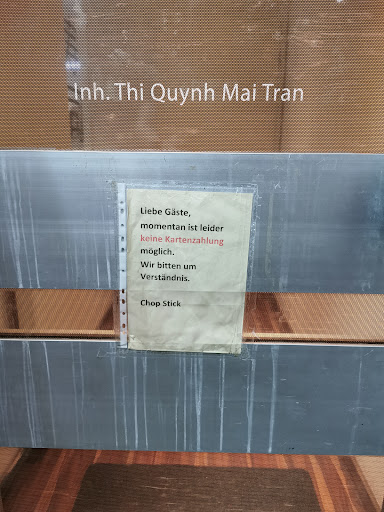 Inh. Thi Quynh Mai Tran
Liebe Gäste,
momentan ist leider
keine Kartenzahlung
möglich.
Wir bitten um
Verständnis.
Chop Stick